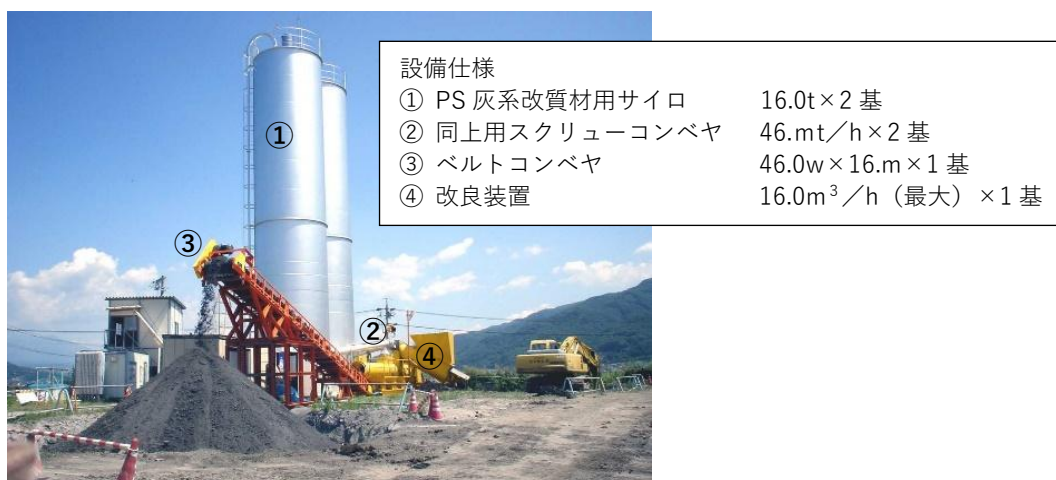 設備仕様
① PS 灰系改質材用サイロ 16.0t×2 基
② 同上用スクリューコンベヤ 46.mt／h×2 基
③ ベルトコンベヤ 46.0w×16.m×1 基
④ 改良装置 16.0m³／h（最大）×1 基
①
③
②
④